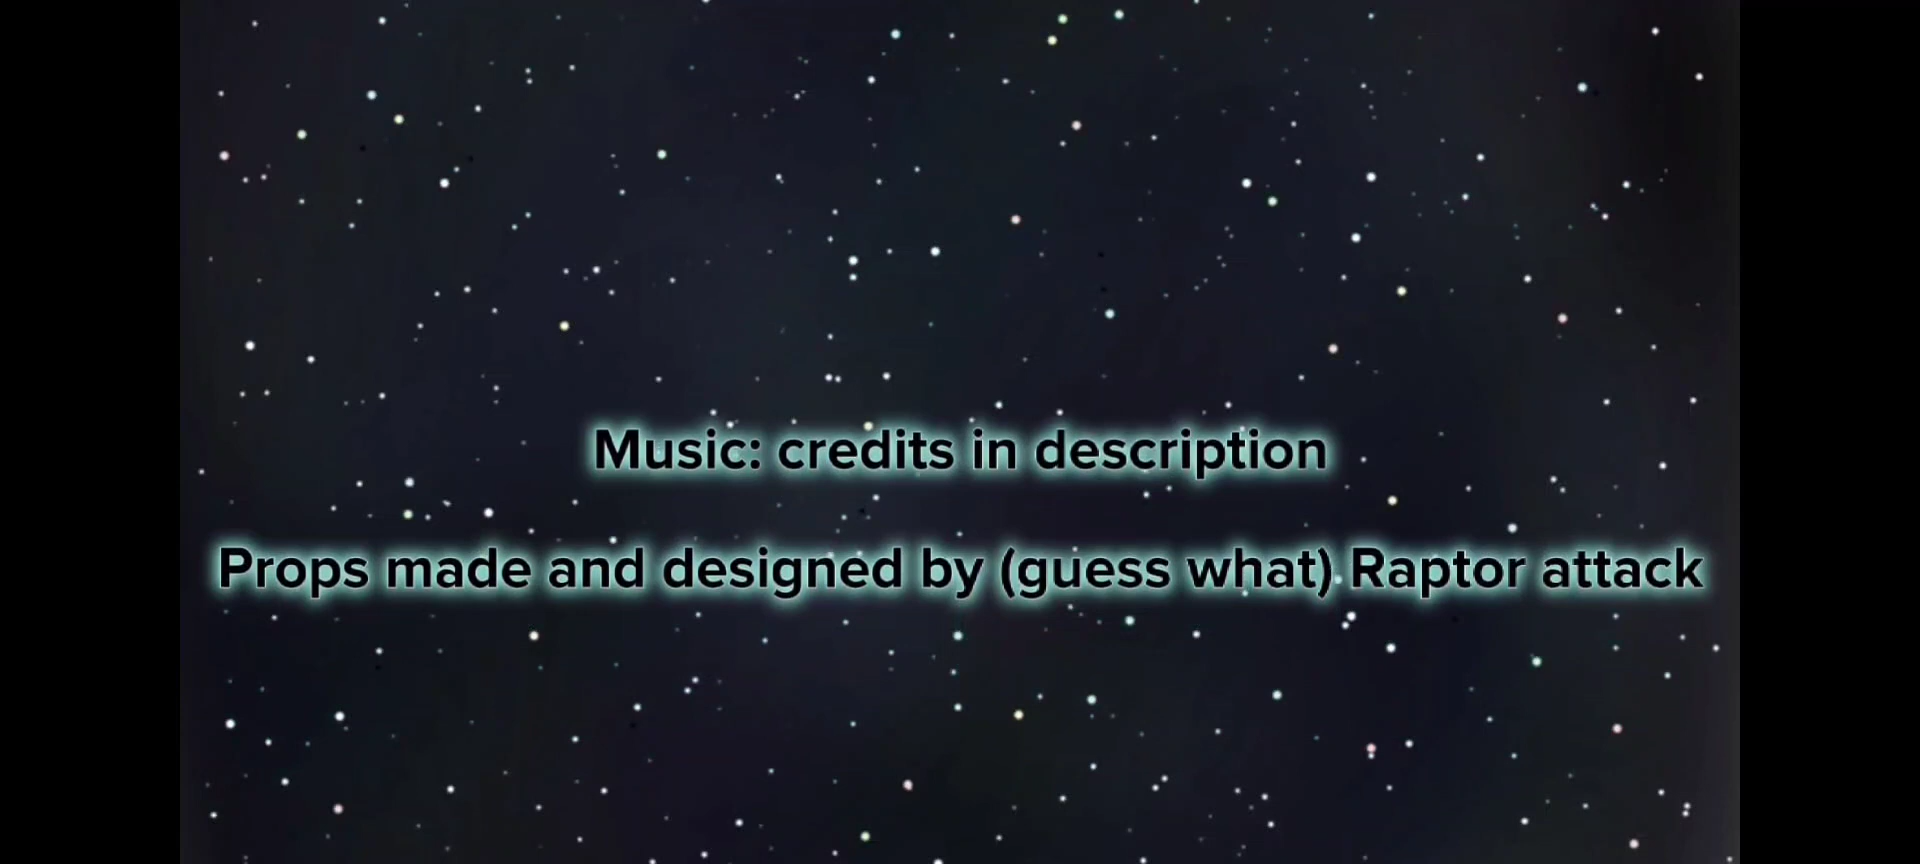 Music: credits in description
Props made and designed by (guess what) Raptor attack